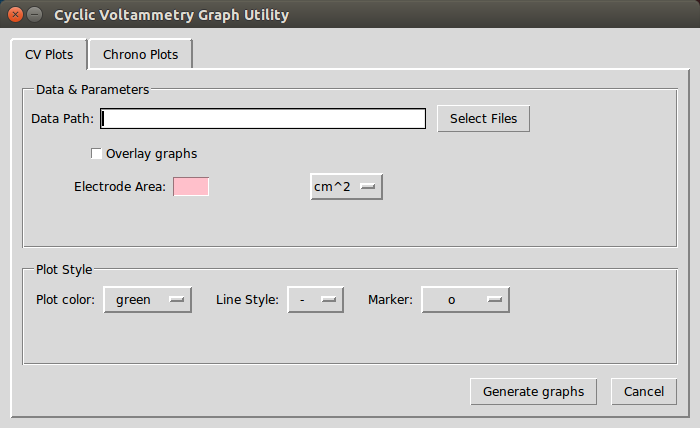 Cyclic Voltammetry Graph Utility
CV Plots Chrono Plots
Data & Parameters
Data Path: Select Files
Overlay graphs
Electrode Area: cm^2
Plot Style
Plot color: green Line Style: - Marker: o
Generate graphs Cancel